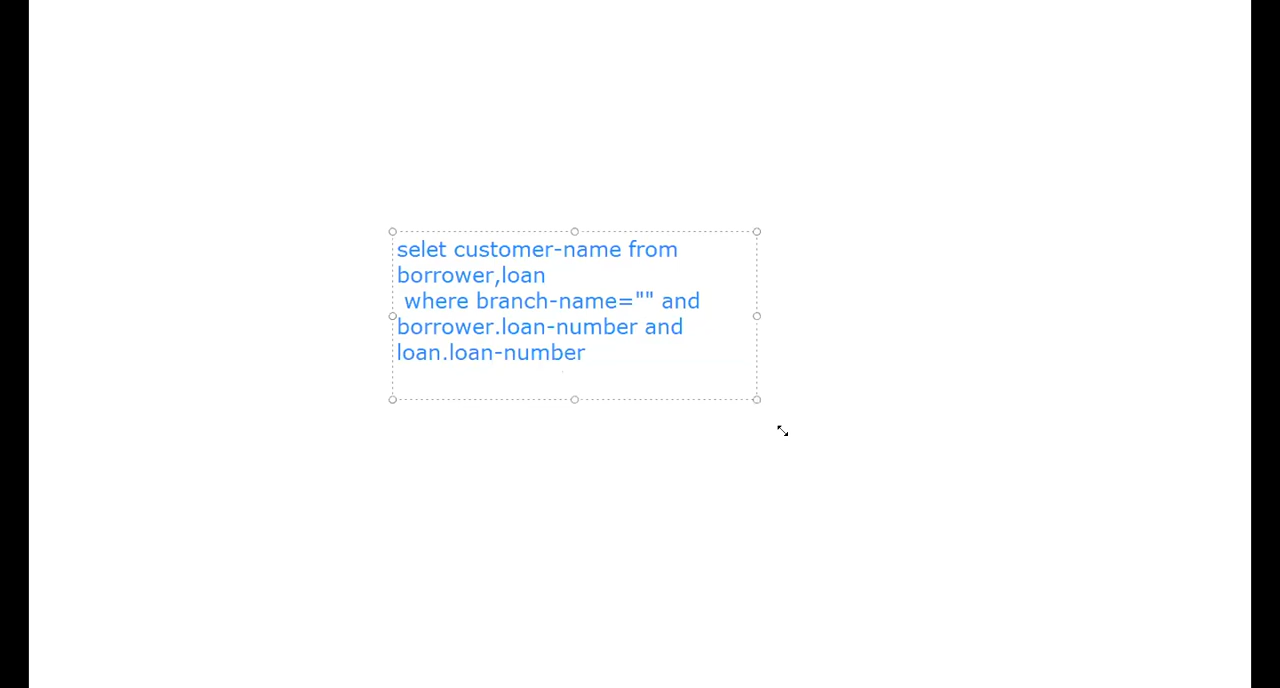 selet customer-name from
borrower,loan
where branch-name="" and
borrower.loan-number and
loan.loan-number